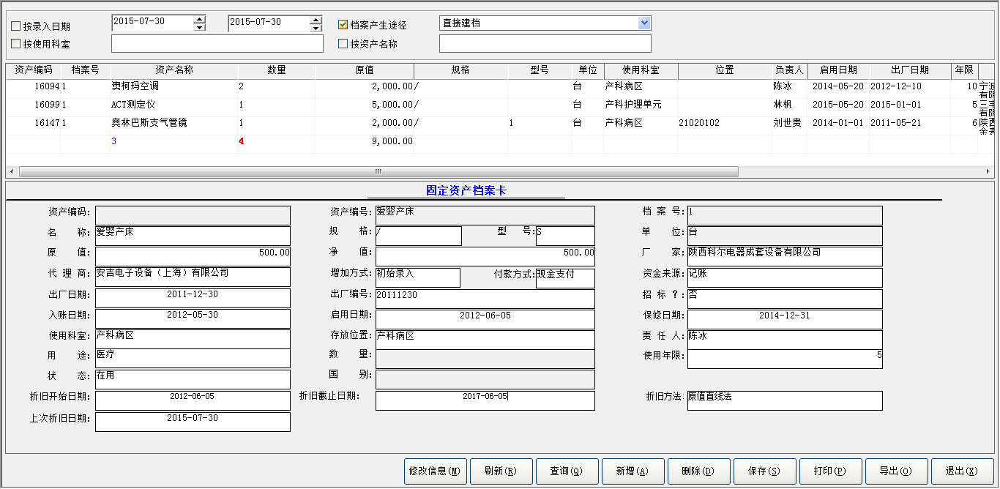 按录入日期 2015-07-30 2015-07-30 档案产生途径 直接建档
按使用科室 按资产名称
资产编码 档案号 资产名称 数量 原值 规格 型号 单位 使用科室 位置 负责人 启用日期 出厂日期 年限
16094 1 澳柯玛空调 2 2,000.00 / 台 产科病区 陈冰 2014-05-20 2012-12-10 10 宁波
有限
16099 1 ACT测定仪 1 5,000.00 / 台 产科护理单元 林枫 2015-05-20 2015-01-01 5 三丰
有限
16147 1 奥林巴斯支气管镜 1 2,000.00 / 1 台 产科病区 21020102 刘世贵 2014-01-01 2011-05-21 6 陕西
3 4 9,000.00
固定资产档案卡
资产编码: 资产编号: 爱婴产床 档 案 号: 1
名 称: 爱婴产床 规 格: / 型 号: S 单 位: 台
原 值: 500.00 净 值: 500.00 厂 家: 陕西科尔电器成套设备有限公司
代 理 商: 安吉电子设备（上海）有限公司 增加方式: 初始录入 付款方式: 现金支付 资金来源: 记账
出厂日期: 2011-12-30 出厂编号: 20111230 招 标 ？: 否
入账日期: 2012-05-30 启用日期: 2012-06-05 保修日期: 2014-12-31
使用科室: 产科病区 存放位置: 产科病区 责 任 人: 陈冰
用 途: 医疗 数 量: 使用年限: 5
状 态: 在用 国 别:
折旧开始日期: 2012-06-05 折旧截止日期: 2017-06-05 折旧方法: 原值直线法
上次折旧日期: 2015-07-30
修改信息(M) 刷新(R) 查询(Q) 新增(A) 删除(D) 保存(S) 打印(P) 导出(O) 退出(X)